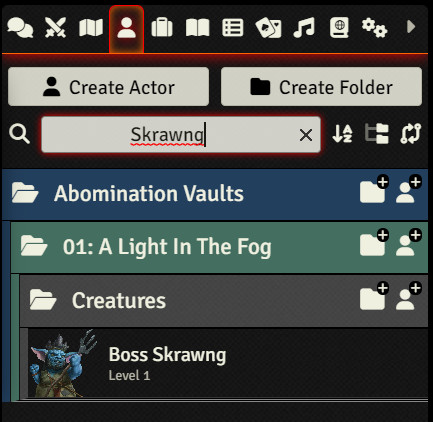 Create Actor
Create Folder
Skrawng
Abomination Vaults
01: A Light In The Fog
Creatures
Boss Skrawng
Level 1